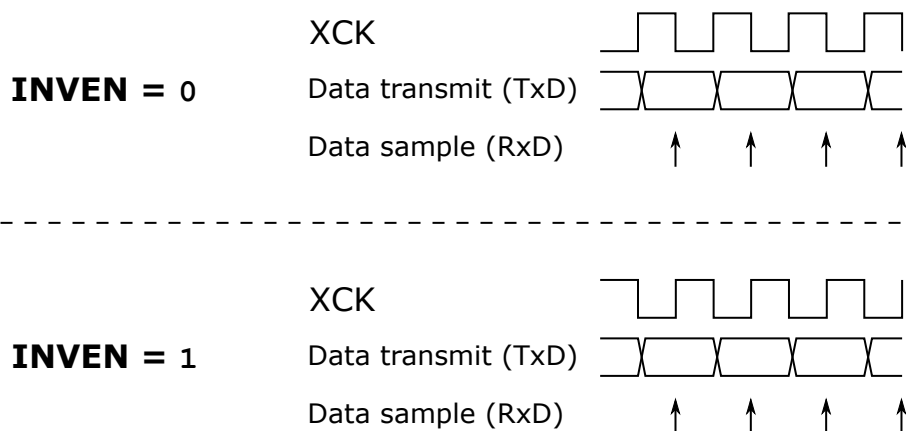 XCK
INVEN = 0
Data transmit (TxD)
Data sample (RxD)
XCK
INVEN = 1
Data transmit (TxD)
Data sample (RxD)